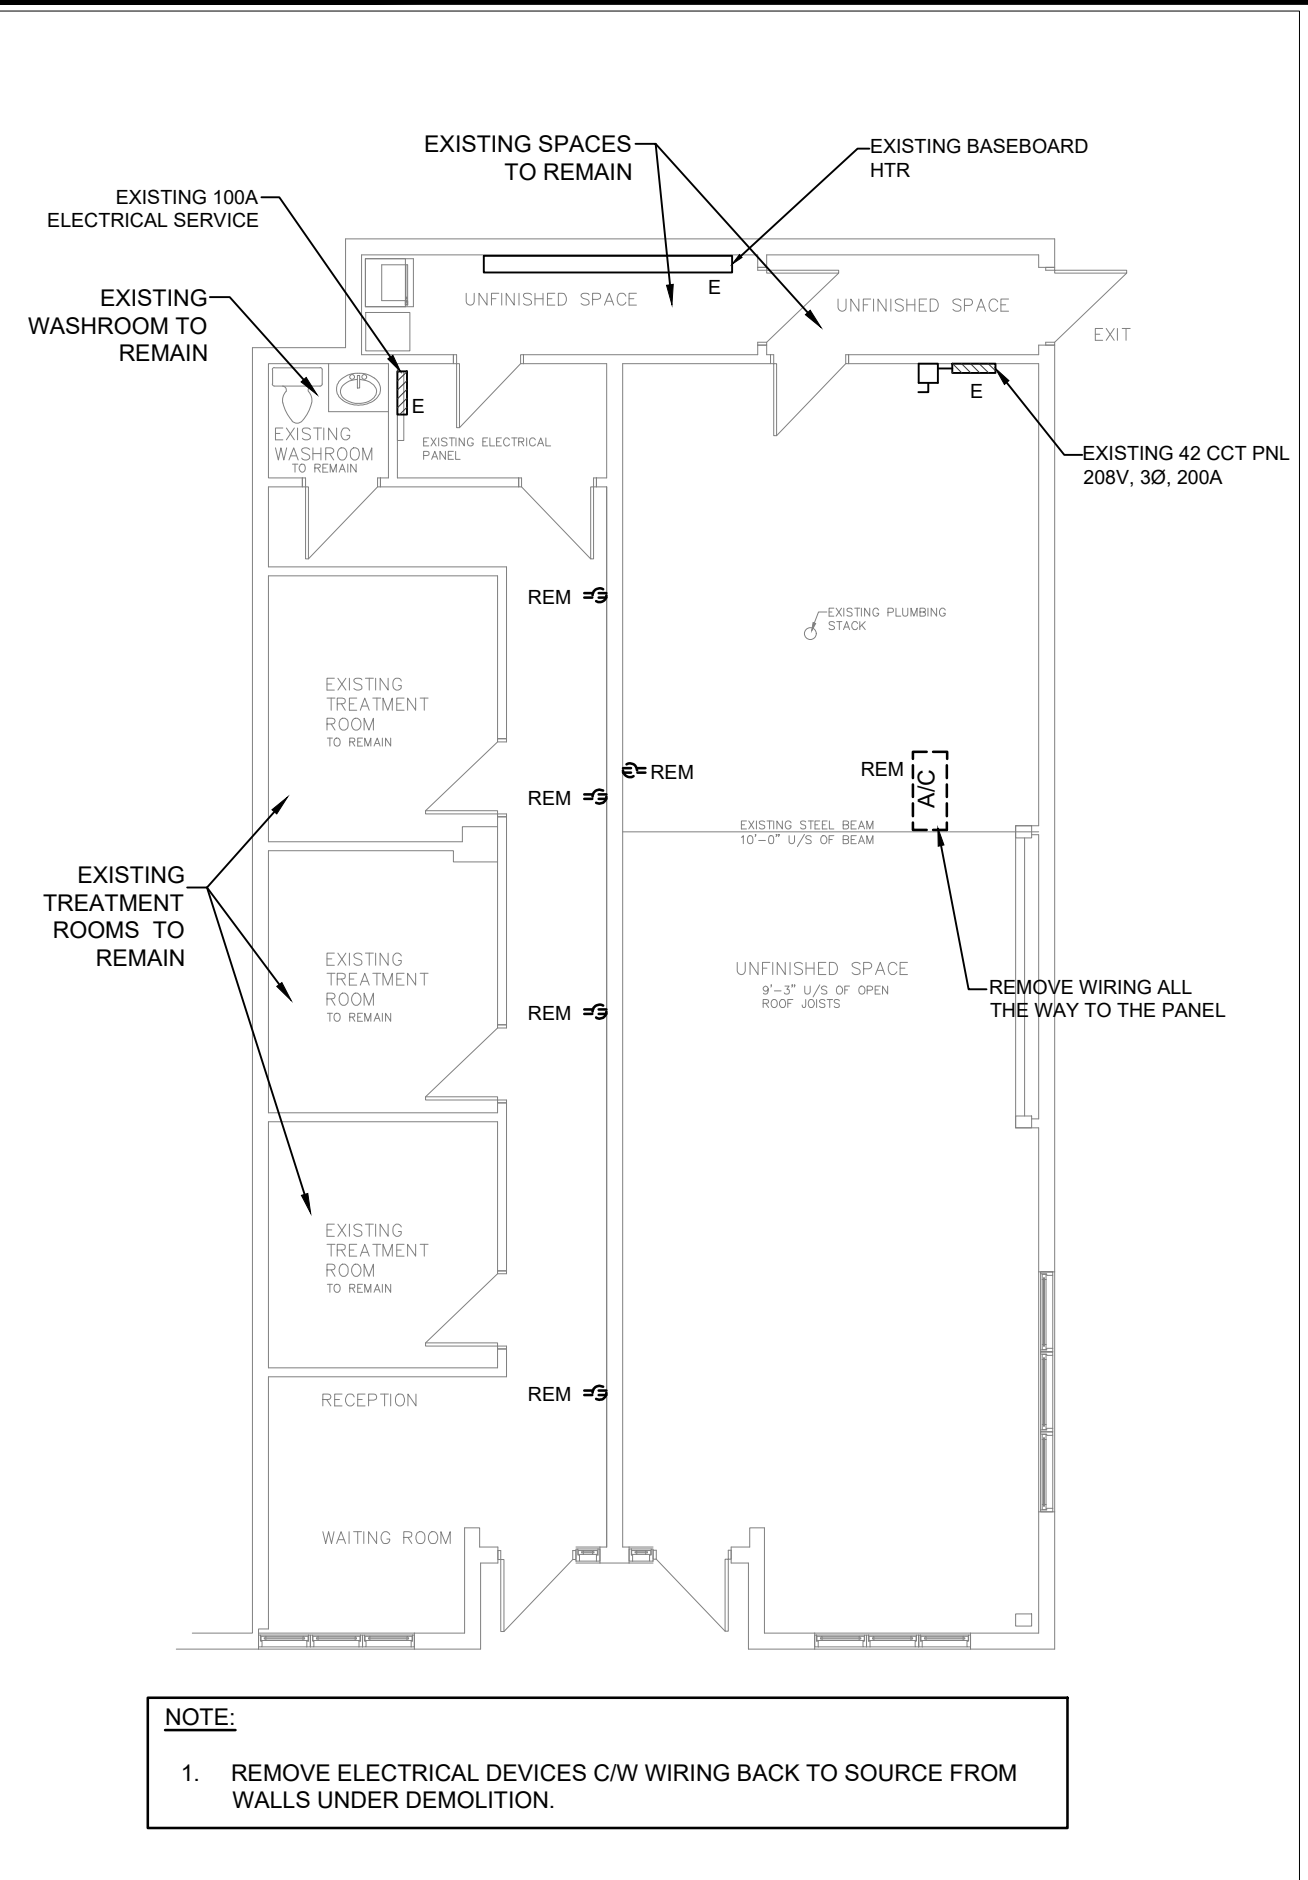 EXISTING SPACES
TO REMAIN
EXISTING BASEBOARD
HTR
EXISTING 100A
ELECTRICAL SERVICE
EXISTING
WASHROOM TO
REMAIN
E
UNFINISHED SPACE
UNFINISHED SPACE
EXIT
E
E
EXISTING
WASHROOM
TO REMAIN
EXISTING ELECTRICAL
PANEL
EXISTING 42 CCT PNL
208V, 3Ø, 200A
REM
EXISTING PLUMBING
STACK
EXISTING
TREATMENT
ROOM
TO REMAIN
REM
REM
REM
A/C
EXISTING STEEL BEAM
10'-0" U/S OF BEAM
EXISTING
TREATMENT
ROOMS TO
REMAIN
EXISTING
TREATMENT
ROOM
TO REMAIN
UNFINISHED SPACE
9'-3" U/S OF OPEN
ROOF JOISTS
REMOVE WIRING ALL
THE WAY TO THE PANEL
REM
EXISTING
TREATMENT
ROOM
TO REMAIN
RECEPTION
REM
WAITING ROOM
NOTE:
1. REMOVE ELECTRICAL DEVICES C/W WIRING BACK TO SOURCE FROM
WALLS UNDER DEMOLITION.